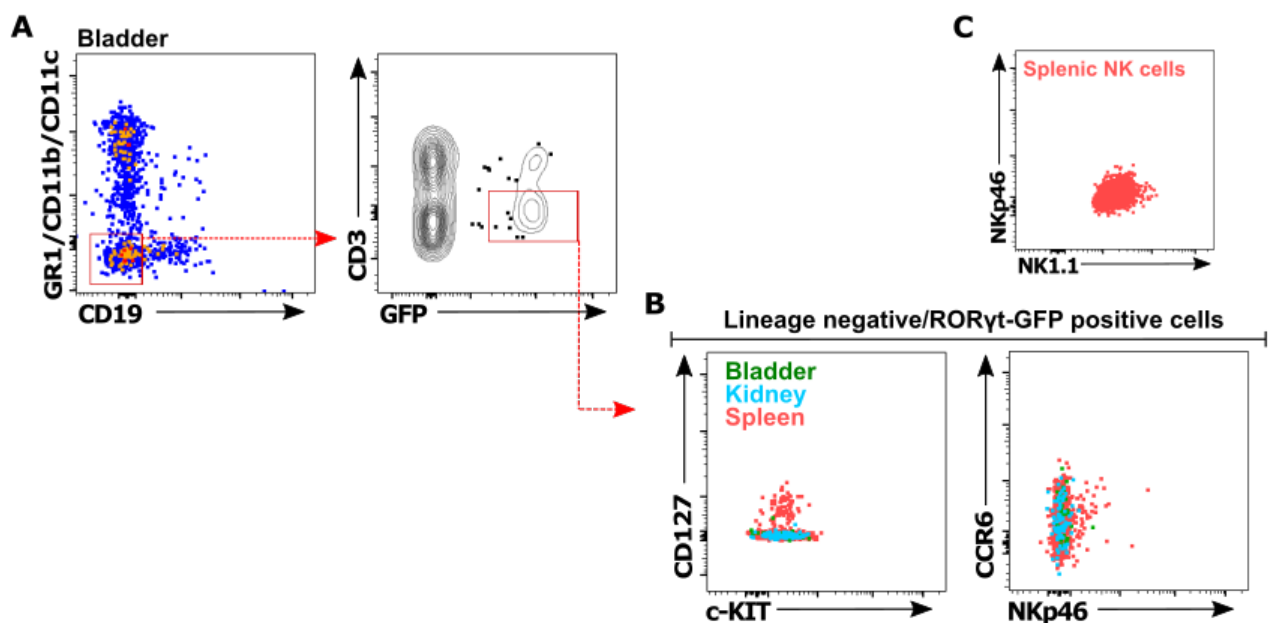 A
Bladder
GR1/CD11b/CD11c
CD19
CD3
GFP
C
Splenic NK cells
NKp46
NK1.1
B
Lineage negative/RORγt-GFP positive cells
Bladder
Kidney
Spleen
CD127
c-KIT
CCR6
NKp46